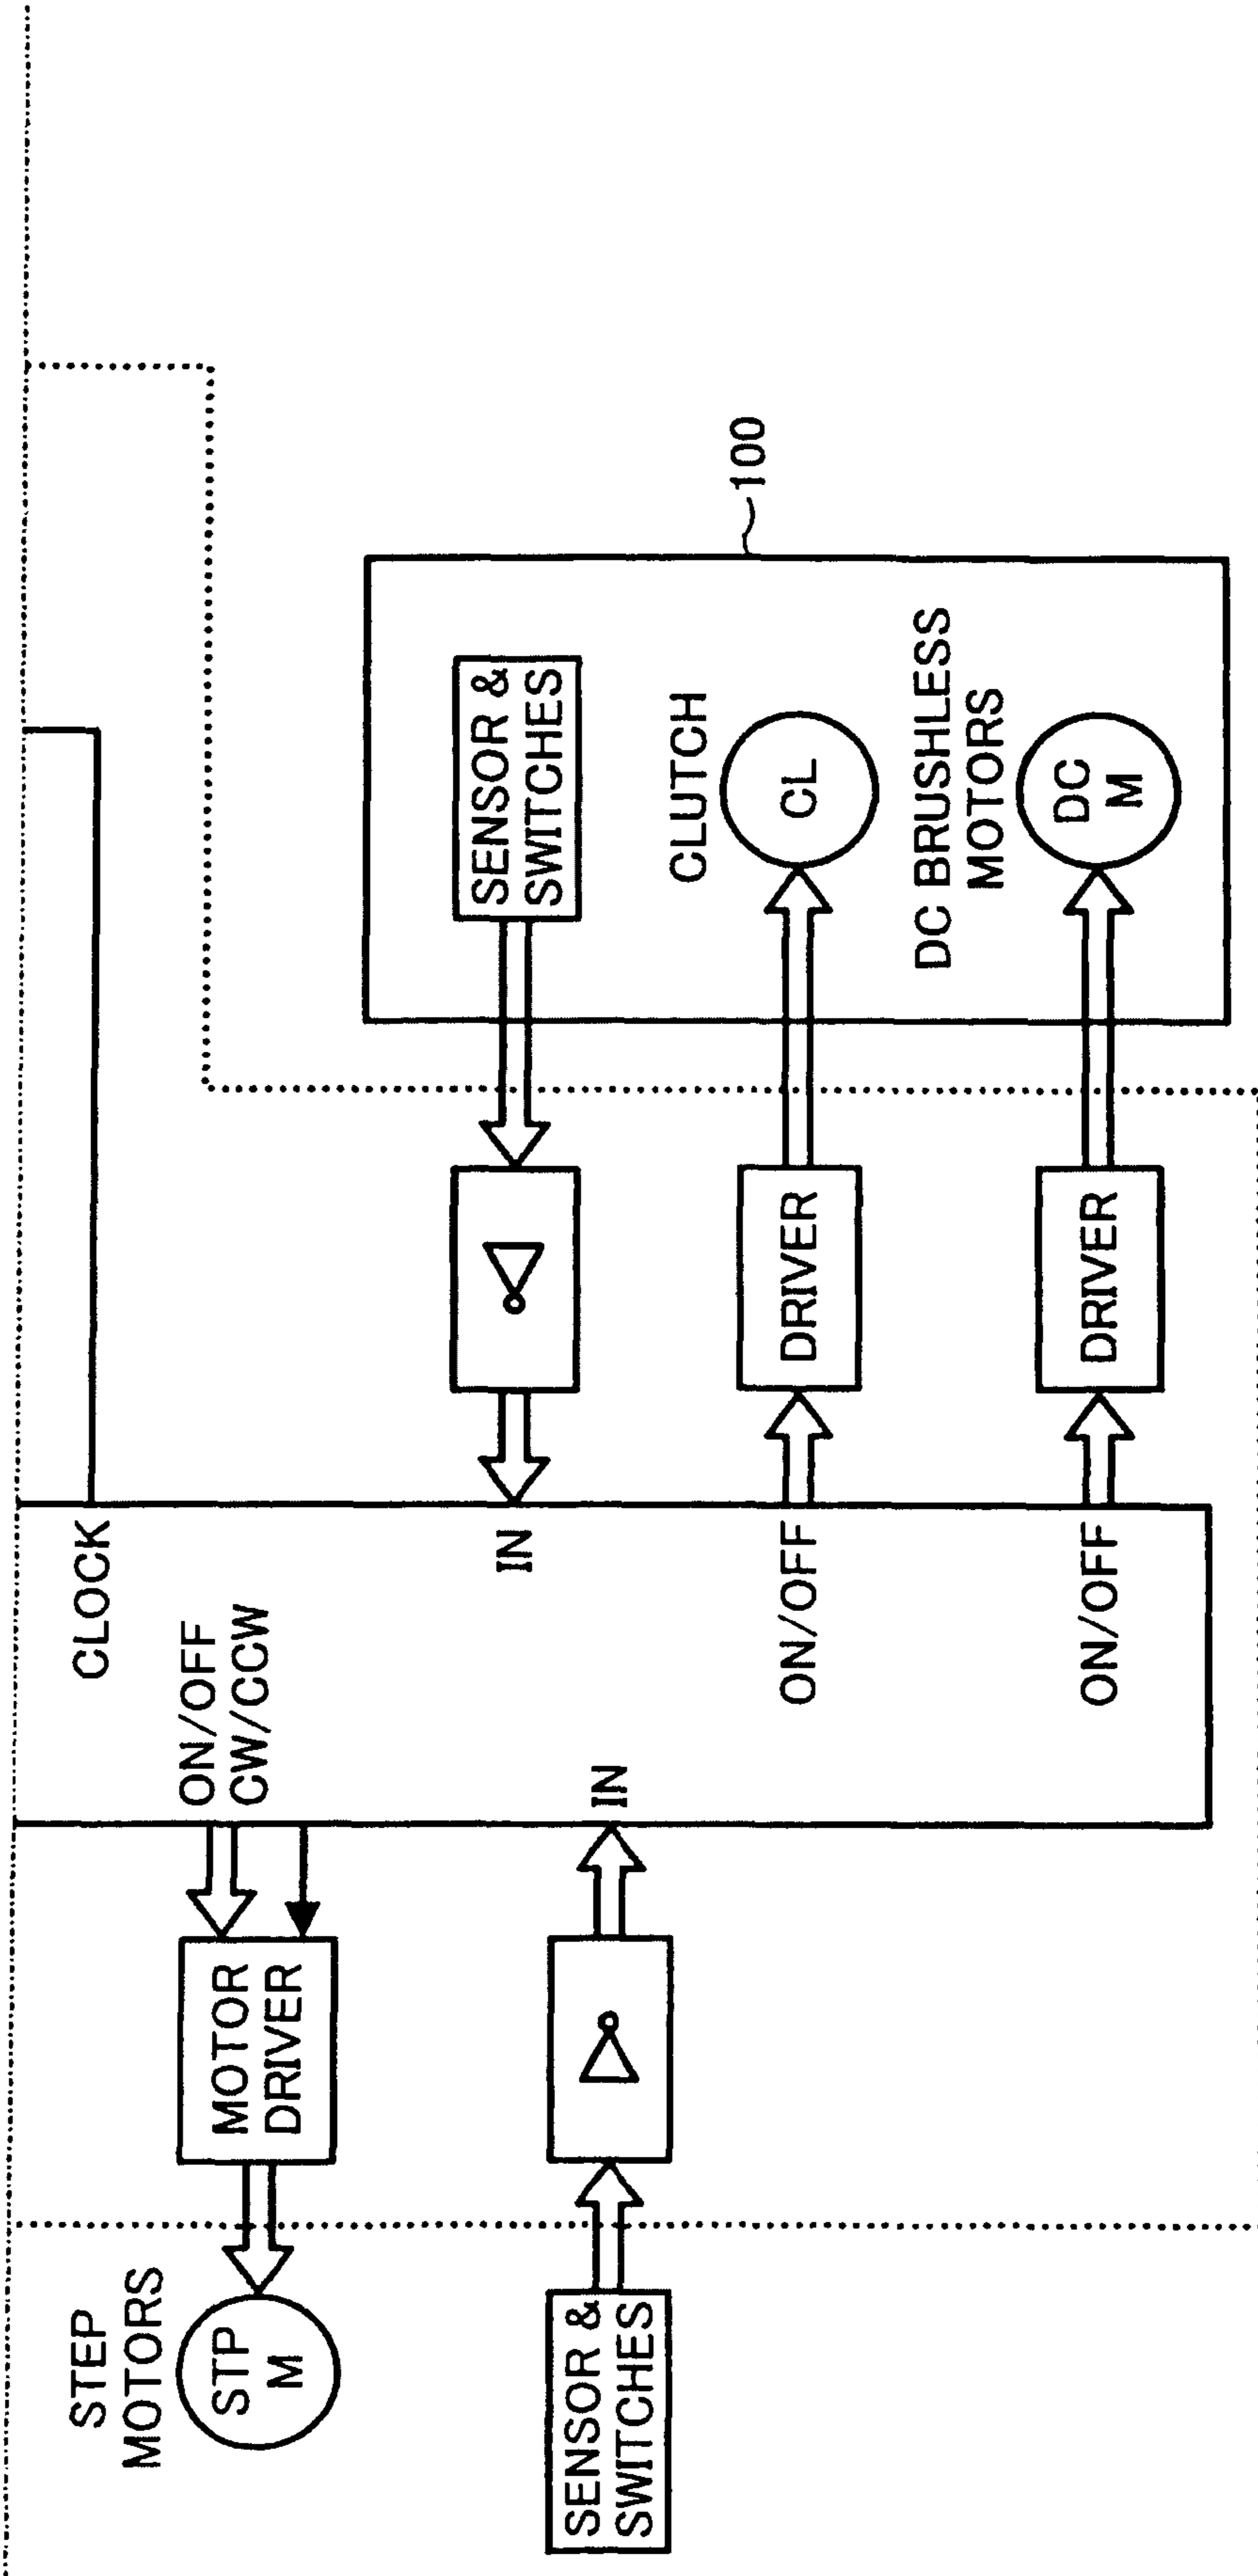 STEP
MOTORS
STP
M
MOTOR
DRIVER
ON/OFF
CW/CCW
CLOCK
SENSOR &
SWITCHES
IN
IN
SENSOR &
SWITCHES
ON/OFF
DRIVER
CLUTCH
CL
ON/OFF
DRIVER
DC BRUSHLESS
MOTORS
DC
M
100